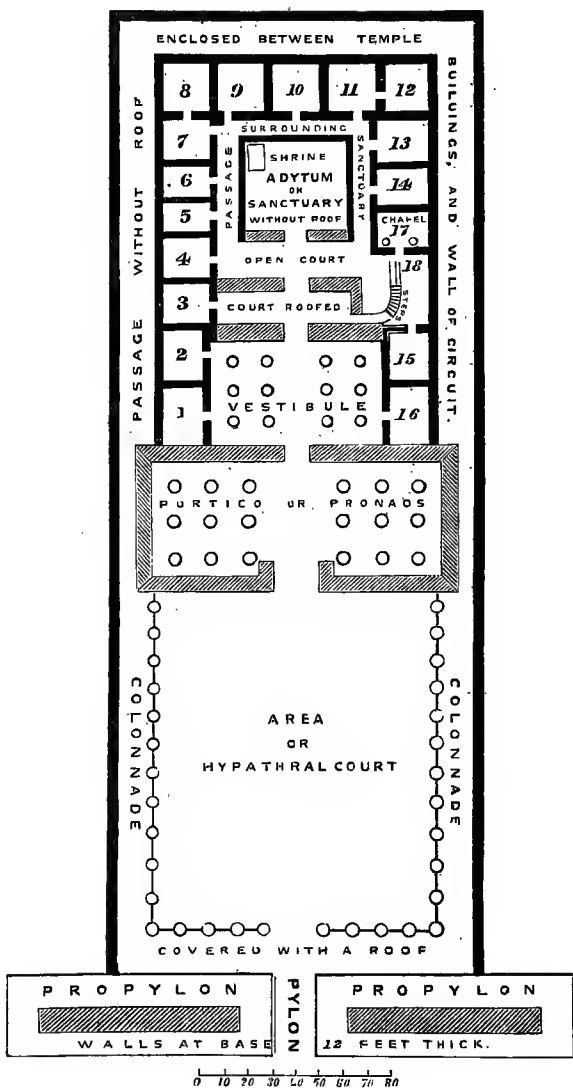 ENCLOSED BETWEEN TEMPLE
BUILUINGS, AND WALL OF CIRCUIT.
PASSAGE WITHOUT ROOF
8 9 10 11 12
7
SURROUNDING
13
PASSAGE
SANCTUARY
SHRINE
ADYTUM
OR
SANCTUARY
WITHOUT ROOF
6
14
5
CHAPEL
17
4
OPEN COURT
18
3
COURT ROOFED
STEPS
2
15
VESTIBULE
1
16
PORTICO OR PRONAOS
COLONNADE
AREA
OR
HYPATHRAL COURT
COLONNADE
COVERED WITH A ROOF
PROPYLON
WALLS AT BASE
PYLON
PROPYLON
12 FEET THICK.
0 10 20 30 40 50 60 70 80